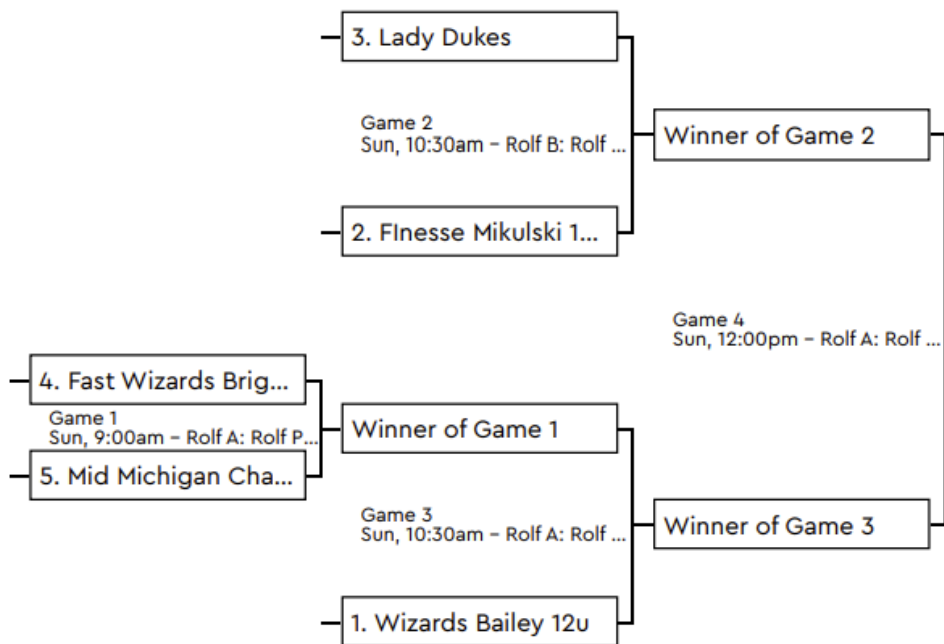 3. Lady Dukes
Game 2
Sun, 10:30am – Rolf B: Rolf ...
Winner of Game 2
2. FInesse Mikulski 1...
Game 4
Sun, 12:00pm – Rolf A: Rolf ...
4. Fast Wizards Brig...
Game 1
Sun, 9:00am – Rolf A: Rolf P...
Winner of Game 1
5. Mid Michigan Cha...
Game 3
Sun, 10:30am – Rolf A: Rolf ...
Winner of Game 3
1. Wizards Bailey 12u